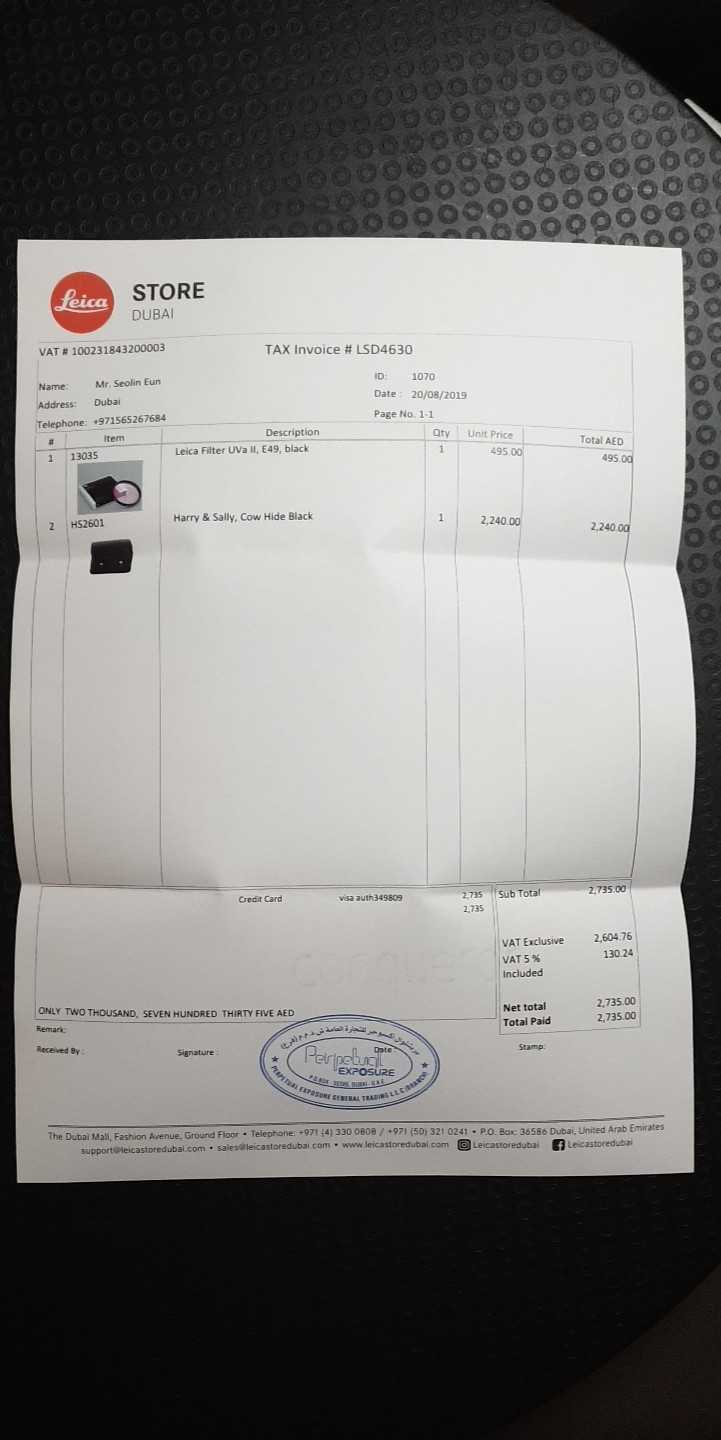 Leica
STORE
DUBAI
VAT # 100231843200003
TAX Invoice # LSD4630
Name: Mr. Seolin Eun
ID: 1070
Address: Dubai
Date : 20/08/2019
Telephone: +971565267684
Page No. 1-1
# Item Description Qty Unit Price Total AED
1 13035 Leica Filter UVa II, E49, black 1 495.00 495.00
2 HS2601 Harry & Sally, Cow Hide Black 1 2,240.00 2,240.00
Credit Card visa auth349809 2,735
2,735
Sub Total 2,735.00
VAT Exclusive 2,604.76
VAT 5 % 130.24
Included
Net total 2,735.00
Total Paid 2,735.00
ONLY TWO THOUSAND, SEVEN HUNDRED THIRTY FIVE AED
Remark:
Received By :
Signature :
Date :
Stamp:
Perpetual
EXPOSURE
PERPETUAL EXPOSURE GENERAL TRADING L.L.C (BRANCH)
The Dubai Mall, Fashion Avenue, Ground Floor • Telephone: +971 (4) 330 0808 / +971 (50) 321 0241 • P.O. Box: 36586 Dubai, United Arab Emirates
support@leicastoredubai.com • sales@leicastoredubai.com • www.leicastoredubai.com Leicastoredubai Leicastoredubai